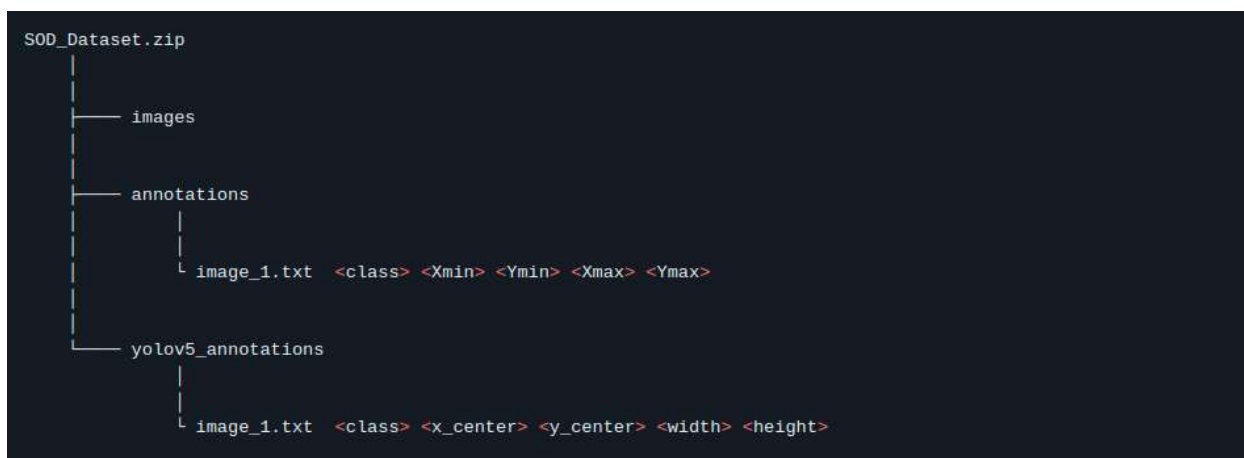 SOD_Dataset.zip
images
annotations
image_1.txt <class> <Xmin> <Ymin> <Xmax> <Ymax>
yolov5_annotations
image_1.txt <class> <x_center> <y_center> <width> <height>